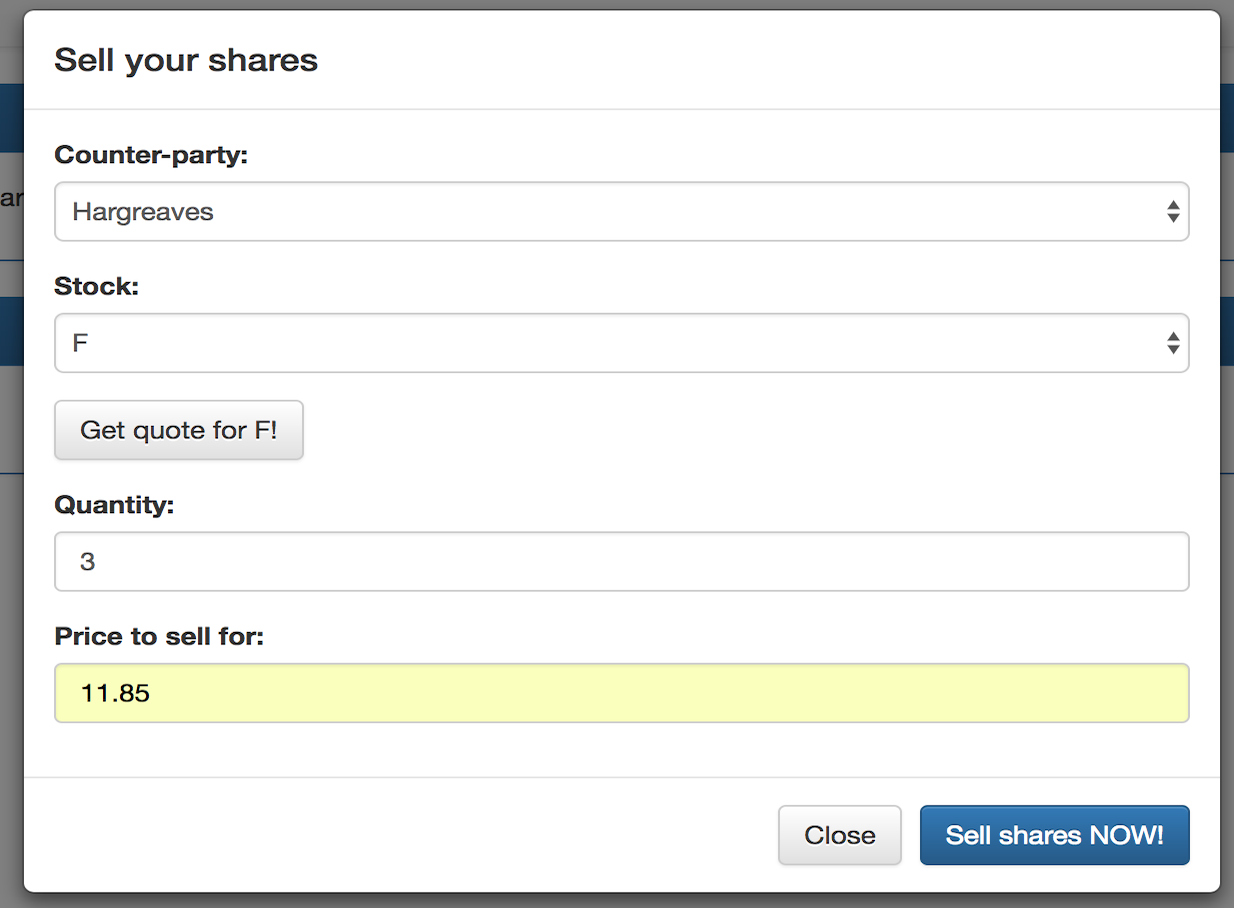 Sell your shares
Counter-party:
ar
Hargreaves
Stock:
F
Get quote for F!
Quantity:
3
Price to sell for:
11.85
Close
Sell shares NOW!